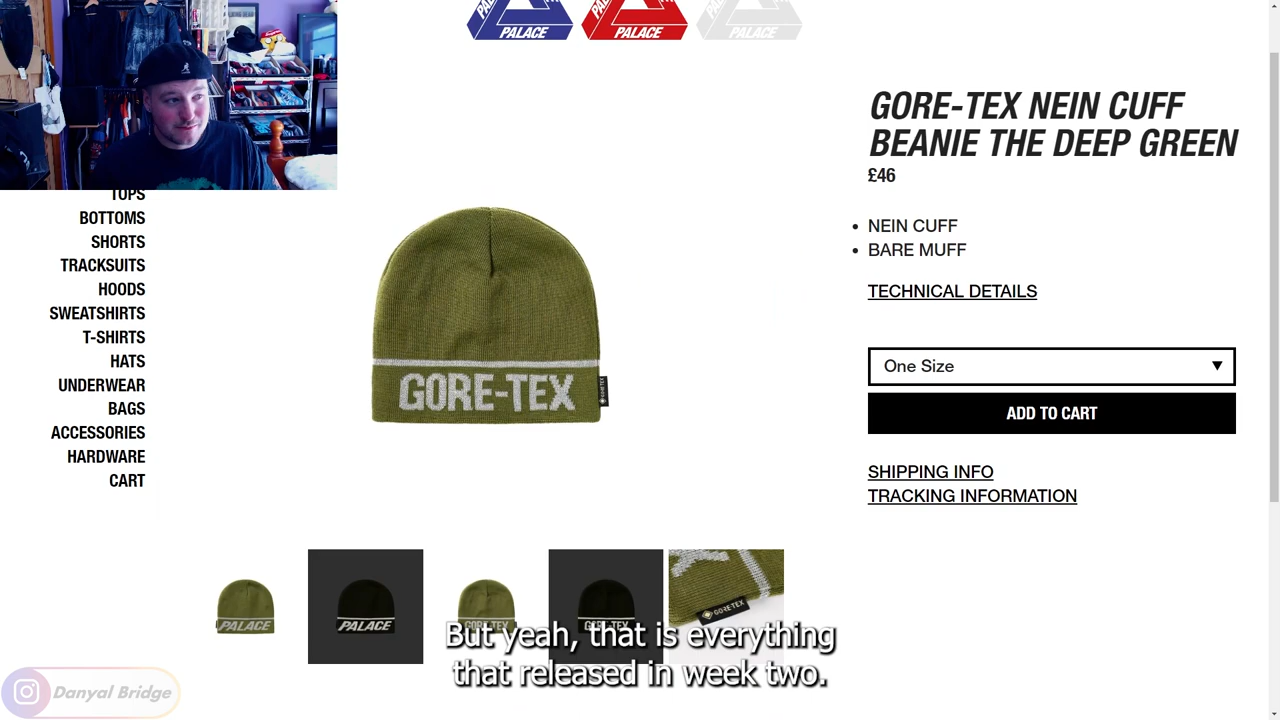 PALACE
PALACE
PALACE
GORE-TEX NEIN CUFF
BEANIE THE DEEP GREEN
£46
NEIN CUFF
BARE MUFF
TECHNICAL DETAILS
One Size
ADD TO CART
SHIPPING INFO
TRACKING INFORMATION
TOPS
BOTTOMS
SHORTS
TRACKSUITS
HOODS
SWEATSHIRTS
T-SHIRTS
HATS
UNDERWEAR
BAGS
ACCESSORIES
HARDWARE
CART
GORE-TEX
PALACE
PALACE
GORE-TEX
GORE-TEX
GORE-TEX
But yeah, that is everything
that released in week two.
Danyal Bridge